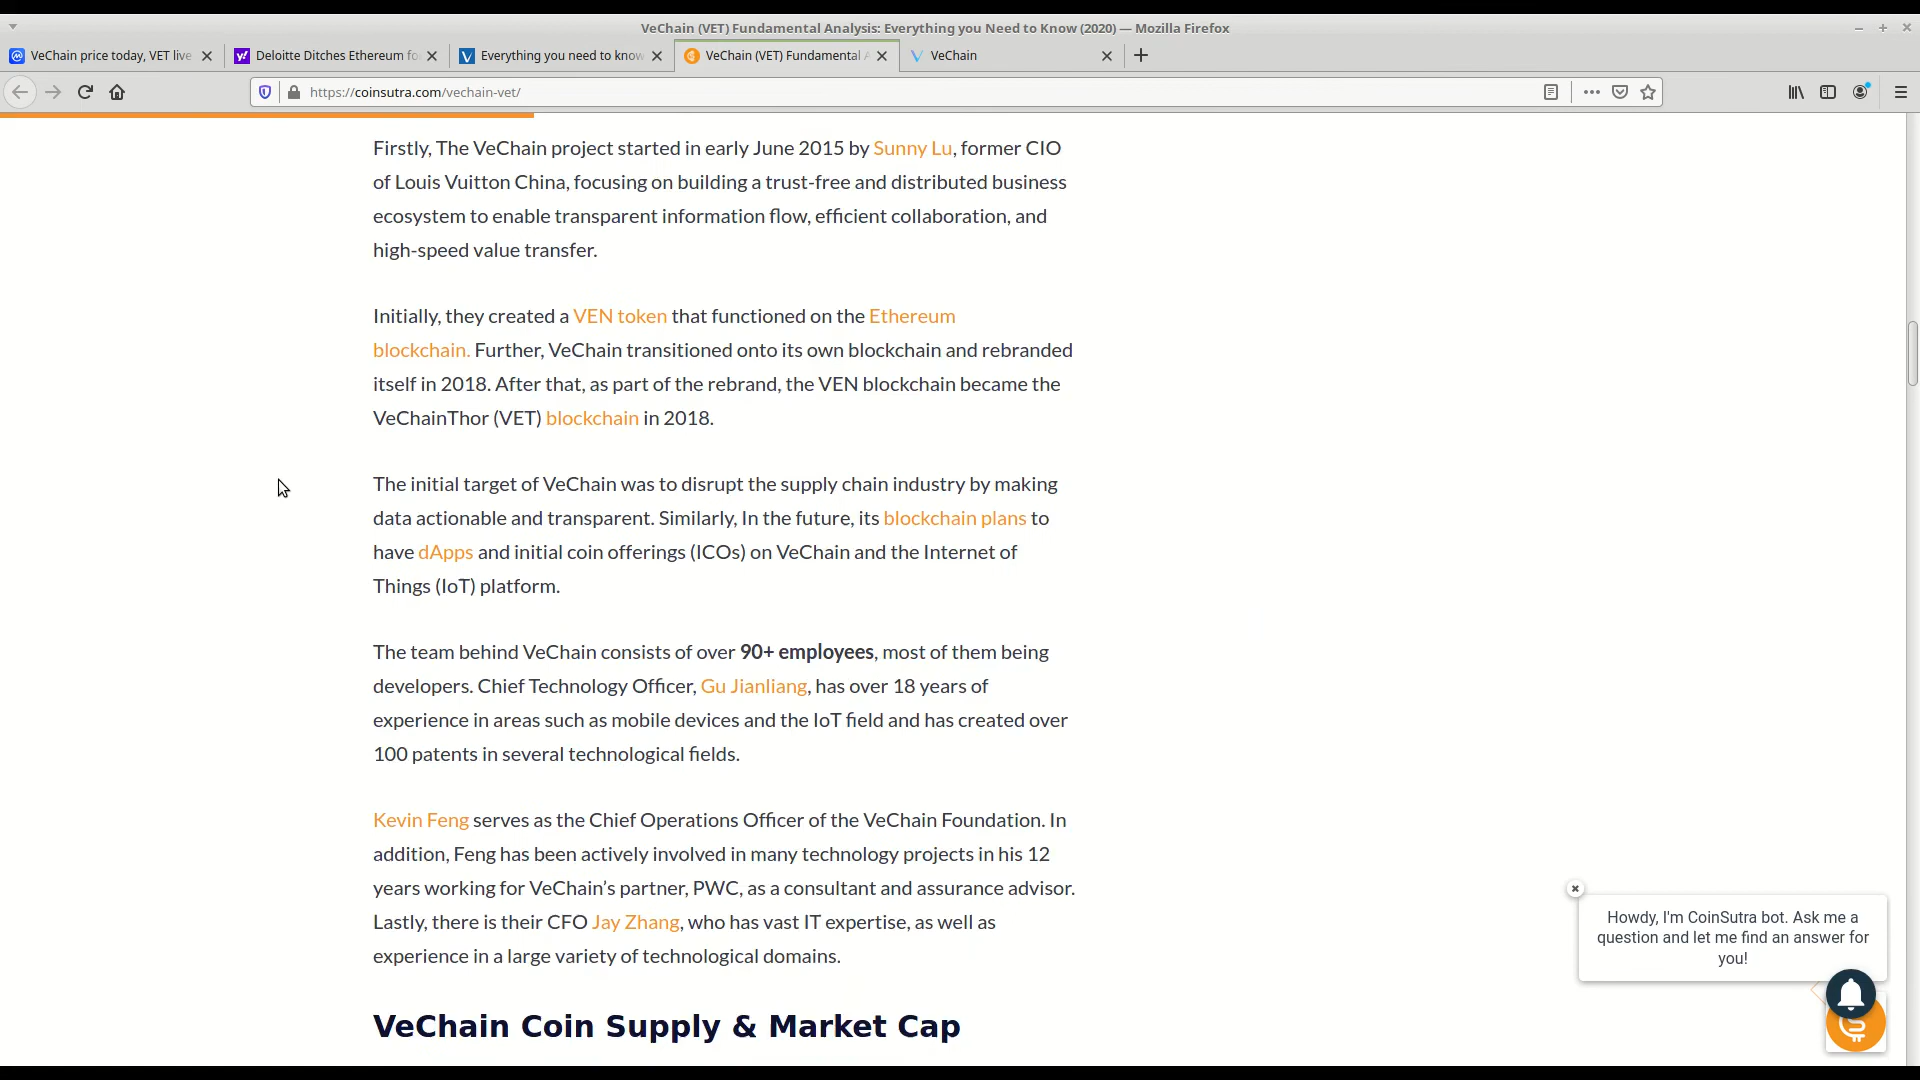 VeChain (VET) Fundamental Analysis: Everything you Need to Know (2020) — Mozilla Firefox
VeChain price today, VET live
Deloitte Ditches Ethereum fo
Everything you need to know
VeChain (VET) Fundamental A
VeChain
https://coinsutra.com/vechain-vet/
Firstly, The VeChain project started in early June 2015 by Sunny Lu, former CIO
of Louis Vuitton China, focusing on building a trust-free and distributed business
ecosystem to enable transparent information flow, efficient collaboration, and
high-speed value transfer.
Initially, they created a VEN token that functioned on the Ethereum
blockchain. Further, VeChain transitioned onto its own blockchain and rebranded
itself in 2018. After that, as part of the rebrand, the VEN blockchain became the
VeChainThor (VET) blockchain in 2018.
The initial target of VeChain was to disrupt the supply chain industry by making
data actionable and transparent. Similarly, In the future, its blockchain plans to
have dApps and initial coin offerings (ICOs) on VeChain and the Internet of
Things (IoT) platform.
The team behind VeChain consists of over 90+ employees, most of them being
developers. Chief Technology Officer, Gu Jianliang, has over 18 years of
experience in areas such as mobile devices and the IoT field and has created over
100 patents in several technological fields.
Kevin Feng serves as the Chief Operations Officer of the VeChain Foundation. In
addition, Feng has been actively involved in many technology projects in his 12
years working for VeChain’s partner, PWC, as a consultant and assurance advisor.
Lastly, there is their CFO Jay Zhang, who has vast IT expertise, as well as
experience in a large variety of technological domains.
VeChain Coin Supply & Market Cap
Howdy, I'm CoinSutra bot. Ask me a
question and let me find an answer for
you!